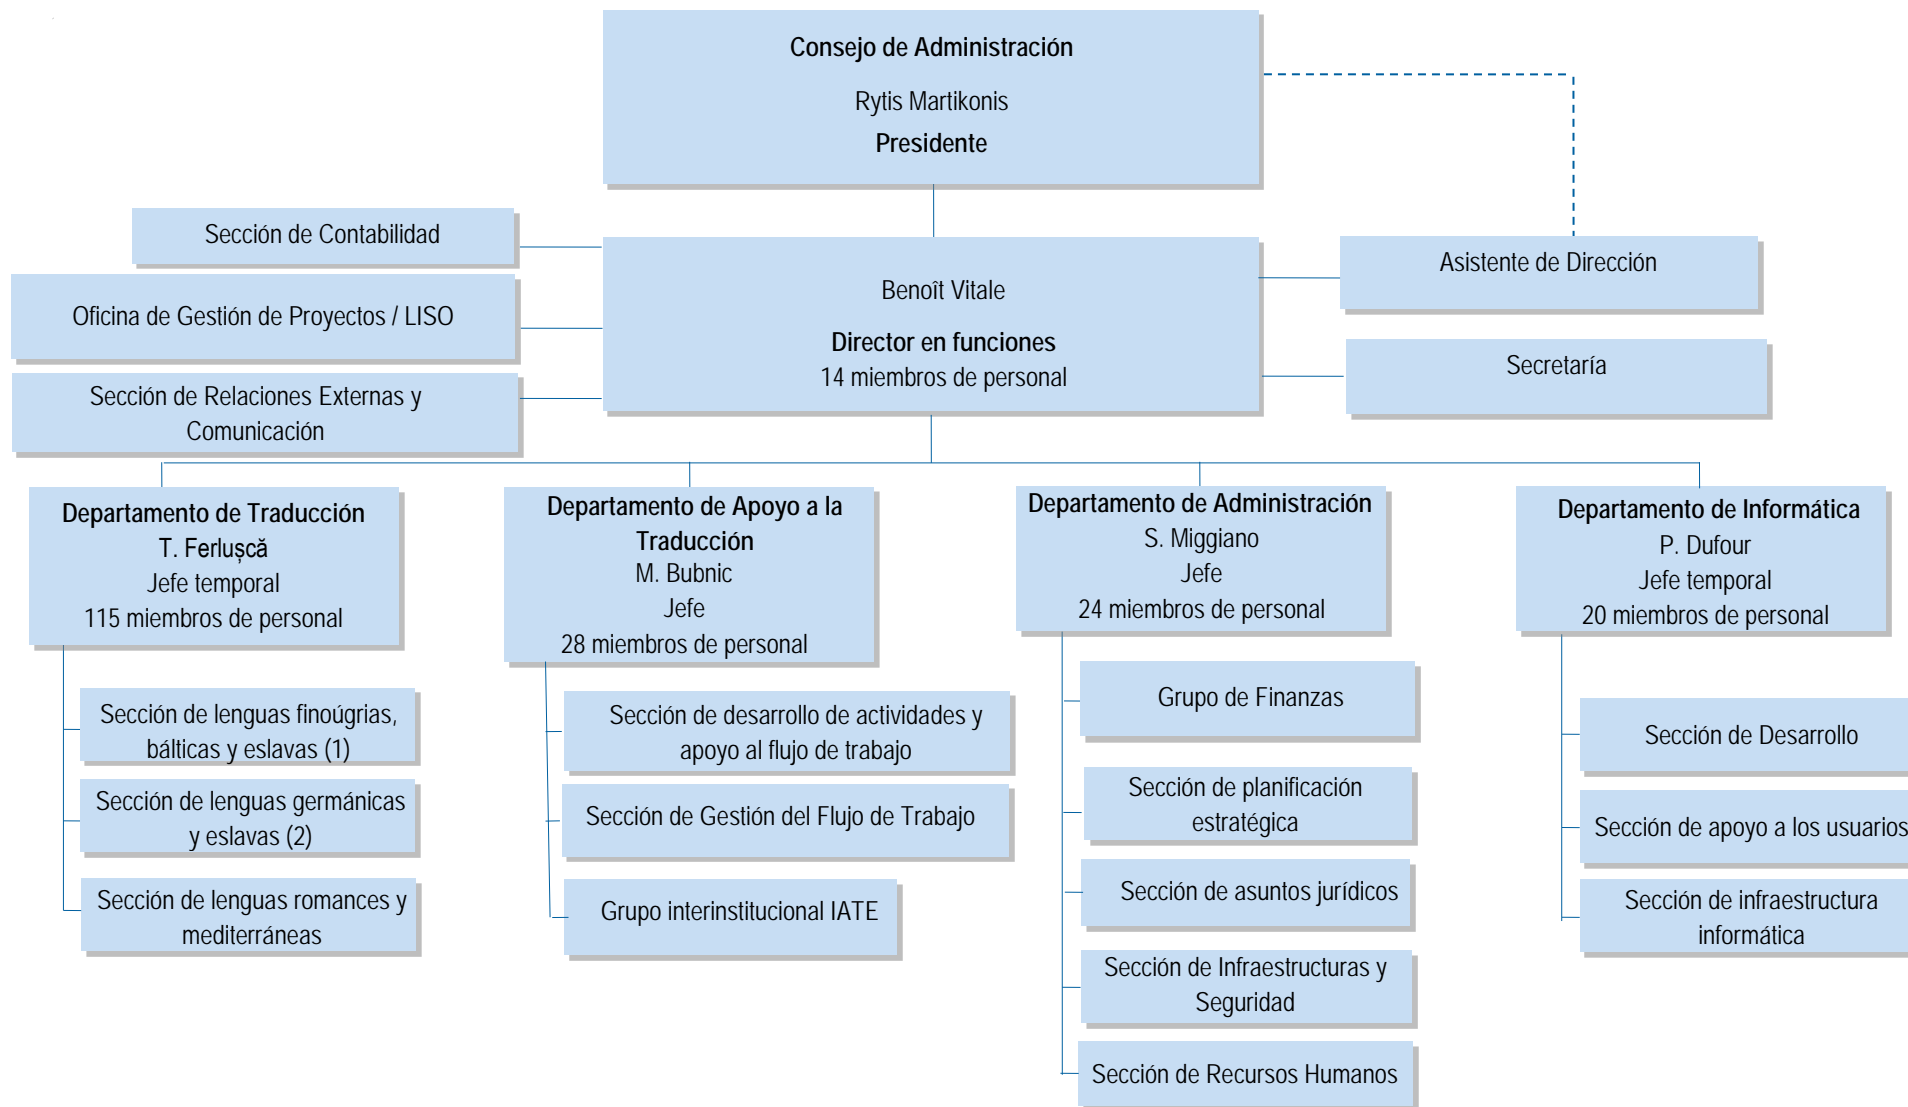 Consejo de Administración
Rytis Martikonis
Presidente
Sección de Contabilidad
Oficina de Gestión de Proyectos / LISO
Sección de Relaciones Externas y
Comunicación
Benoît Vitale
Director en funciones
14 miembros de personal
Asistente de Dirección
Secretaría
Departamento de Traducción
T. Ferlușcă
Jefe temporal
115 miembros de personal
Sección de lenguas finoúgrias,
bálticas y eslavas (1)
Sección de lenguas germánicas
y eslavas (2)
Sección de lenguas romances y
mediterráneas
Departamento de Apoyo a la
Traducción
M. Bubnic
Jefe
28 miembros de personal
Sección de desarrollo de actividades y
apoyo al flujo de trabajo
Sección de Gestión del Flujo de Trabajo
Grupo interinstitucional IATE
Departamento de Administración
S. Miggiano
Jefe
24 miembros de personal
Grupo de Finanzas
Sección de planificación
estratégica
Sección de asuntos jurídicos
Sección de Infraestructuras y
Seguridad
Sección de Recursos Humanos
Departamento de Informática
P. Dufour
Jefe temporal
20 miembros de personal
Sección de Desarrollo
Sección de apoyo a los usuarios
Sección de infraestructura
informática